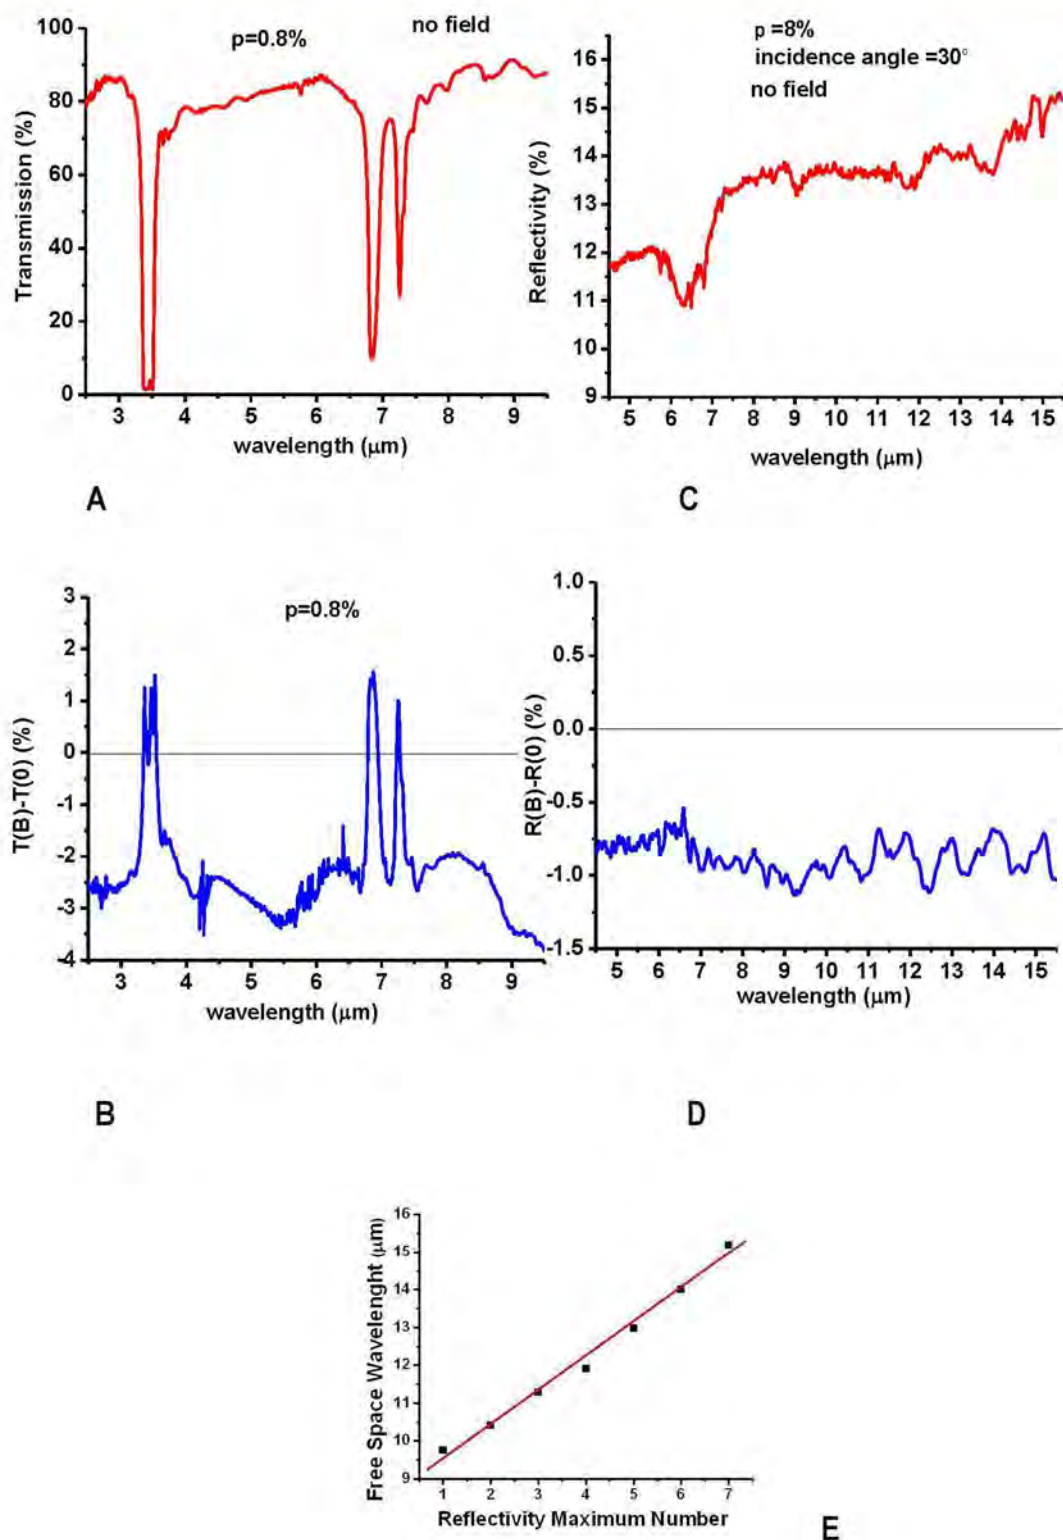 p=0.8%
no field
100
80
60
40
20
0
Transmission (%)
3 4 5 6 7 8 9
wavelength (μm)
A
p =8%
incidence angle =30°
no field
16
15
14
13
12
11
10
9
Reflectivity (%)
5 6 7 8 9 10 11 12 13 14 15
wavelength (μm)
C
p=0.8%
3
2
1
0
-1
-2
-3
-4
T(B)-T(0) (%)
3 4 5 6 7 8 9
wavelength (μm)
B
1.0
0.5
0.0
-0.5
-1.0
-1.5
R(B)-R(0) (%)
5 6 7 8 9 10 11 12 13 14 15
wavelength (μm)
D
16
15
14
13
12
11
10
9
Free Space Wavelenght (μm)
1 2 3 4 5 6 7
Reflectivity Maximum Number
E